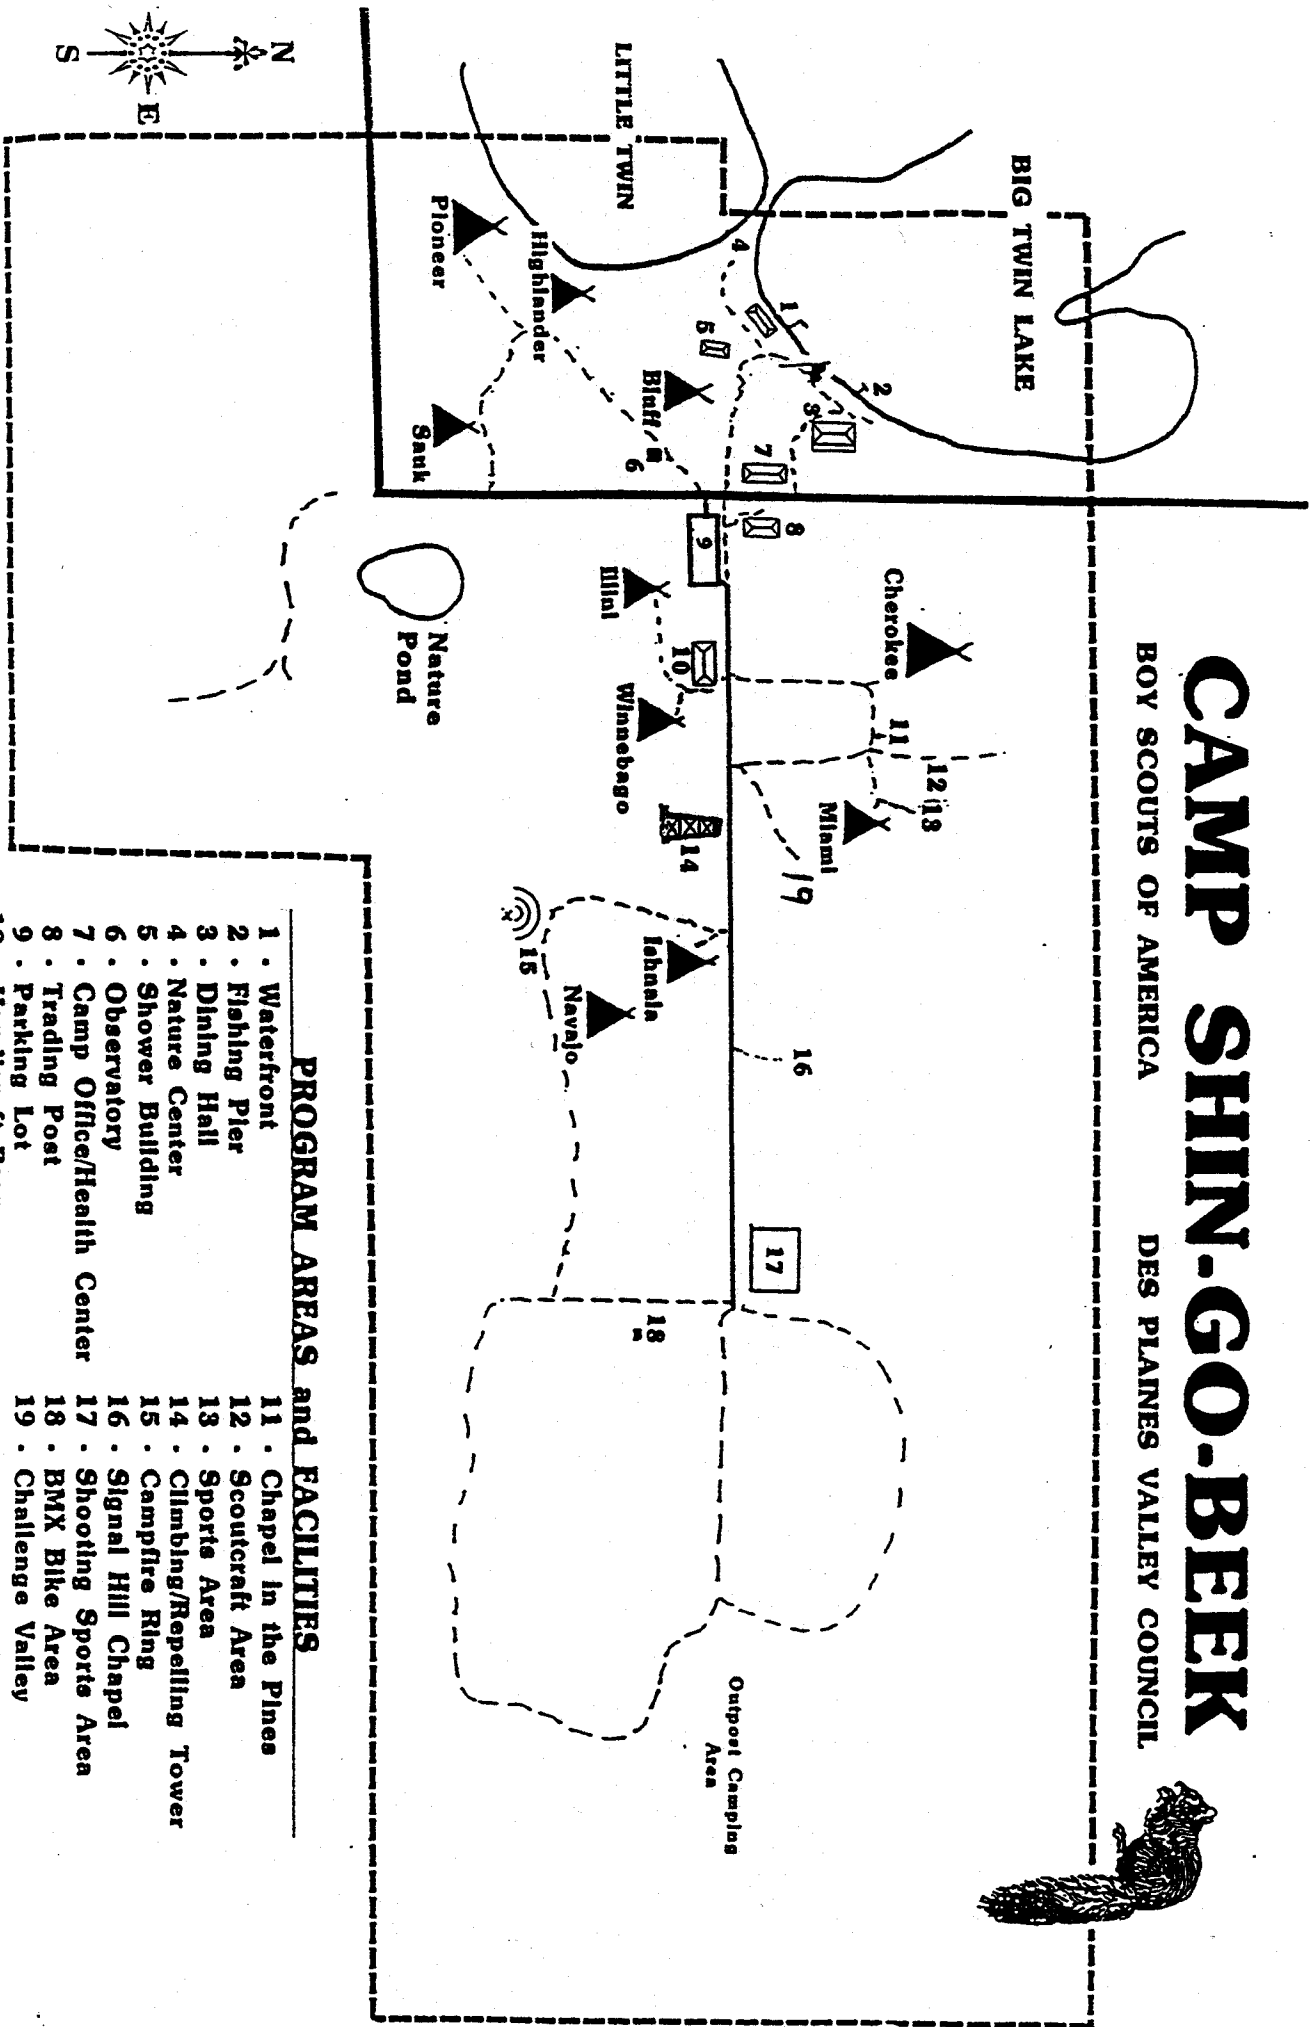 CAMP SHIN-GO-BEEK
BOY SCOUTS OF AMERICA
DES PLAINES VALLEY COUNCIL
BIG TWIN LAKE
LITTLE TWIN
1
2
3
4
5
6
7
8
9
10
11
12
13
14
15
16
17
18
19
Cherokee
Miami
Bluff
Highlander
Pioneer
Sauk
Illini
Winnebago
Ishnala
Navajo
Nature
Pond
Outpost Camping
Area
N
E
S
PROGRAM AREAS and FACILITIES
1 - Waterfront
2 - Fishing Pier
3 - Dining Hall
4 - Nature Center
5 - Shower Building
6 - Observatory
7 - Camp Office/Health Center
8 - Trading Post
9 - Parking Lot
11 - Chapel in the Pines
12 - Scoutcraft Area
13 - Sports Area
14 - Climbing/Repelling Tower
15 - Campfire Ring
16 - Signal Hill Chapel
17 - Shooting Sports Area
18 - BMX Bike Area
19 - Challenge Valley